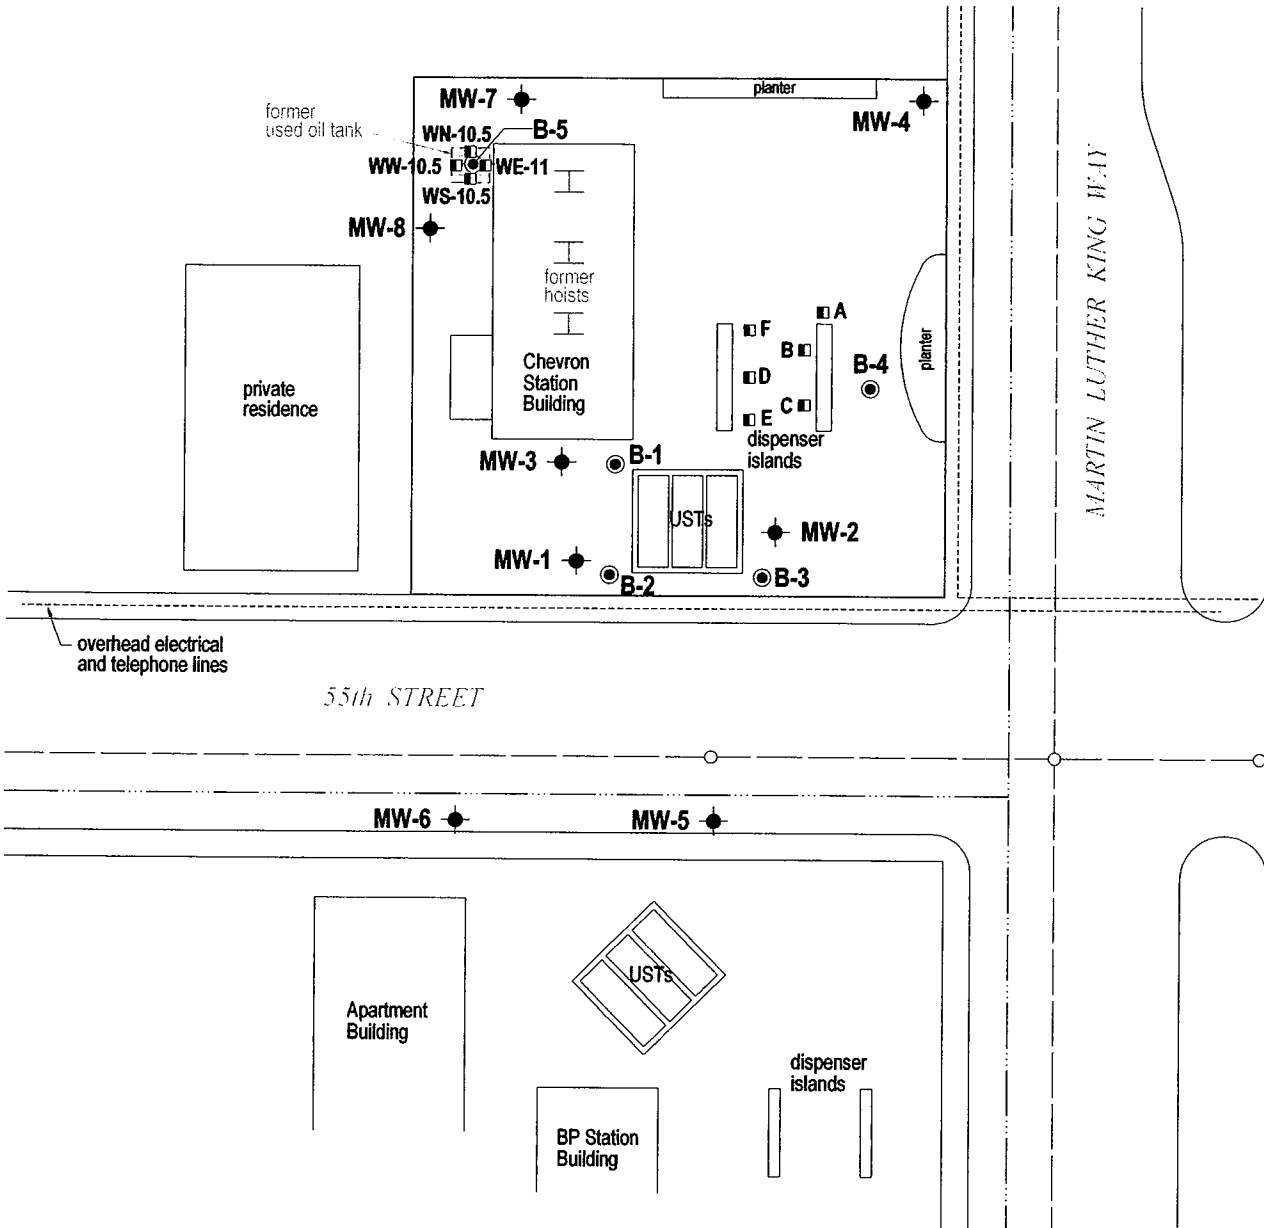 planter
MW-7
MW-4
former
used oil tank
WN-10.5
B-5
WW-10.5
WE-11
WS-10.5
MW-8
former
hoists
MARTIN LUTHER KING WAY
A
F
B
planter
Chevron
Station
Building
D
B-4
private
residence
C
E
dispenser
islands
MW-3
B-1
USTs
MW-2
MW-1
B-2
B-3
overhead electrical
and telephone lines
55th STREET
MW-6
MW-5
USTs
Apartment
Building
dispenser
islands
BP Station
Building